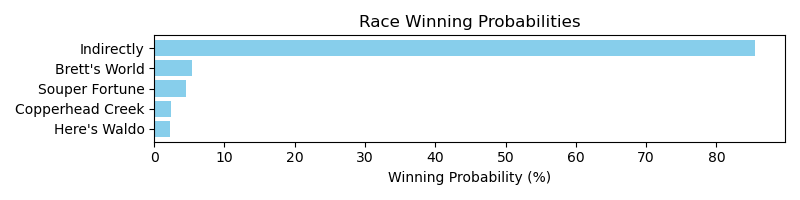 Race Winning Probabilities
Indirectly
Brett's World
Souper Fortune
Copperhead Creek
Here's Waldo
0 10 20 30 40 50 60 70 80
Winning Probability (%)